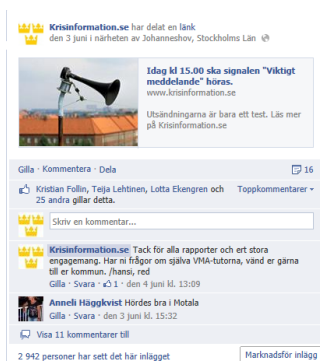 Krisinformation.se har delat en länk
den 3 juni i närheten av Johanneshov, Stockholms Län
Idag kl 15.00 ska signalen "Viktigt
meddelande" höras.
www.krisinformation.se
Utsändningarna är bara ett test. Läs mer
på Krisinformation.se
Gilla · Kommentera · Dela
16
Kristian Follin, Teija Lehtinen, Lotta Ekengren och
25 andra gillar detta.
Toppkommentarer
Skriv en kommentar...
Krisinformation.se Tack för alla rapporter och ert stora
engagemang. Har ni frågor om själva VMA-tutorna, vänd er gärna
till er kommun. /hansi, red
Gilla · Svara · 1 · den 4 juni kl. 13:09
Anneli Häggkvist Hördes bra i Motala
Gilla · Svara · den 3 juni kl. 15:32
Visa 11 kommentarer till
2 942 personer har sett det här inlägget
Marknadsför inlägg